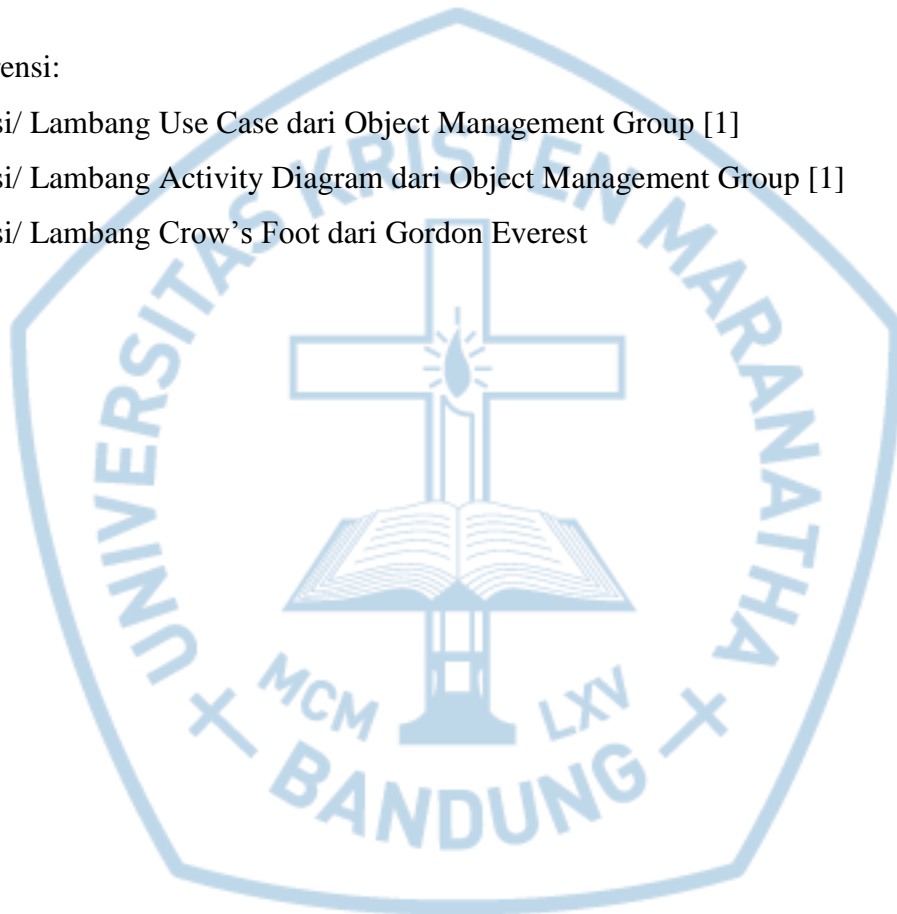 rensi:
si/ Lambang Use Case dari Object Management Group [1]
si/ Lambang Activity Diagram dari Object Management Group [1]
si/ Lambang Crow’s Foot dari Gordon Everest
UNIVERSITAS KRISTEN MARANATHA
MCM LXV
BANDUNG